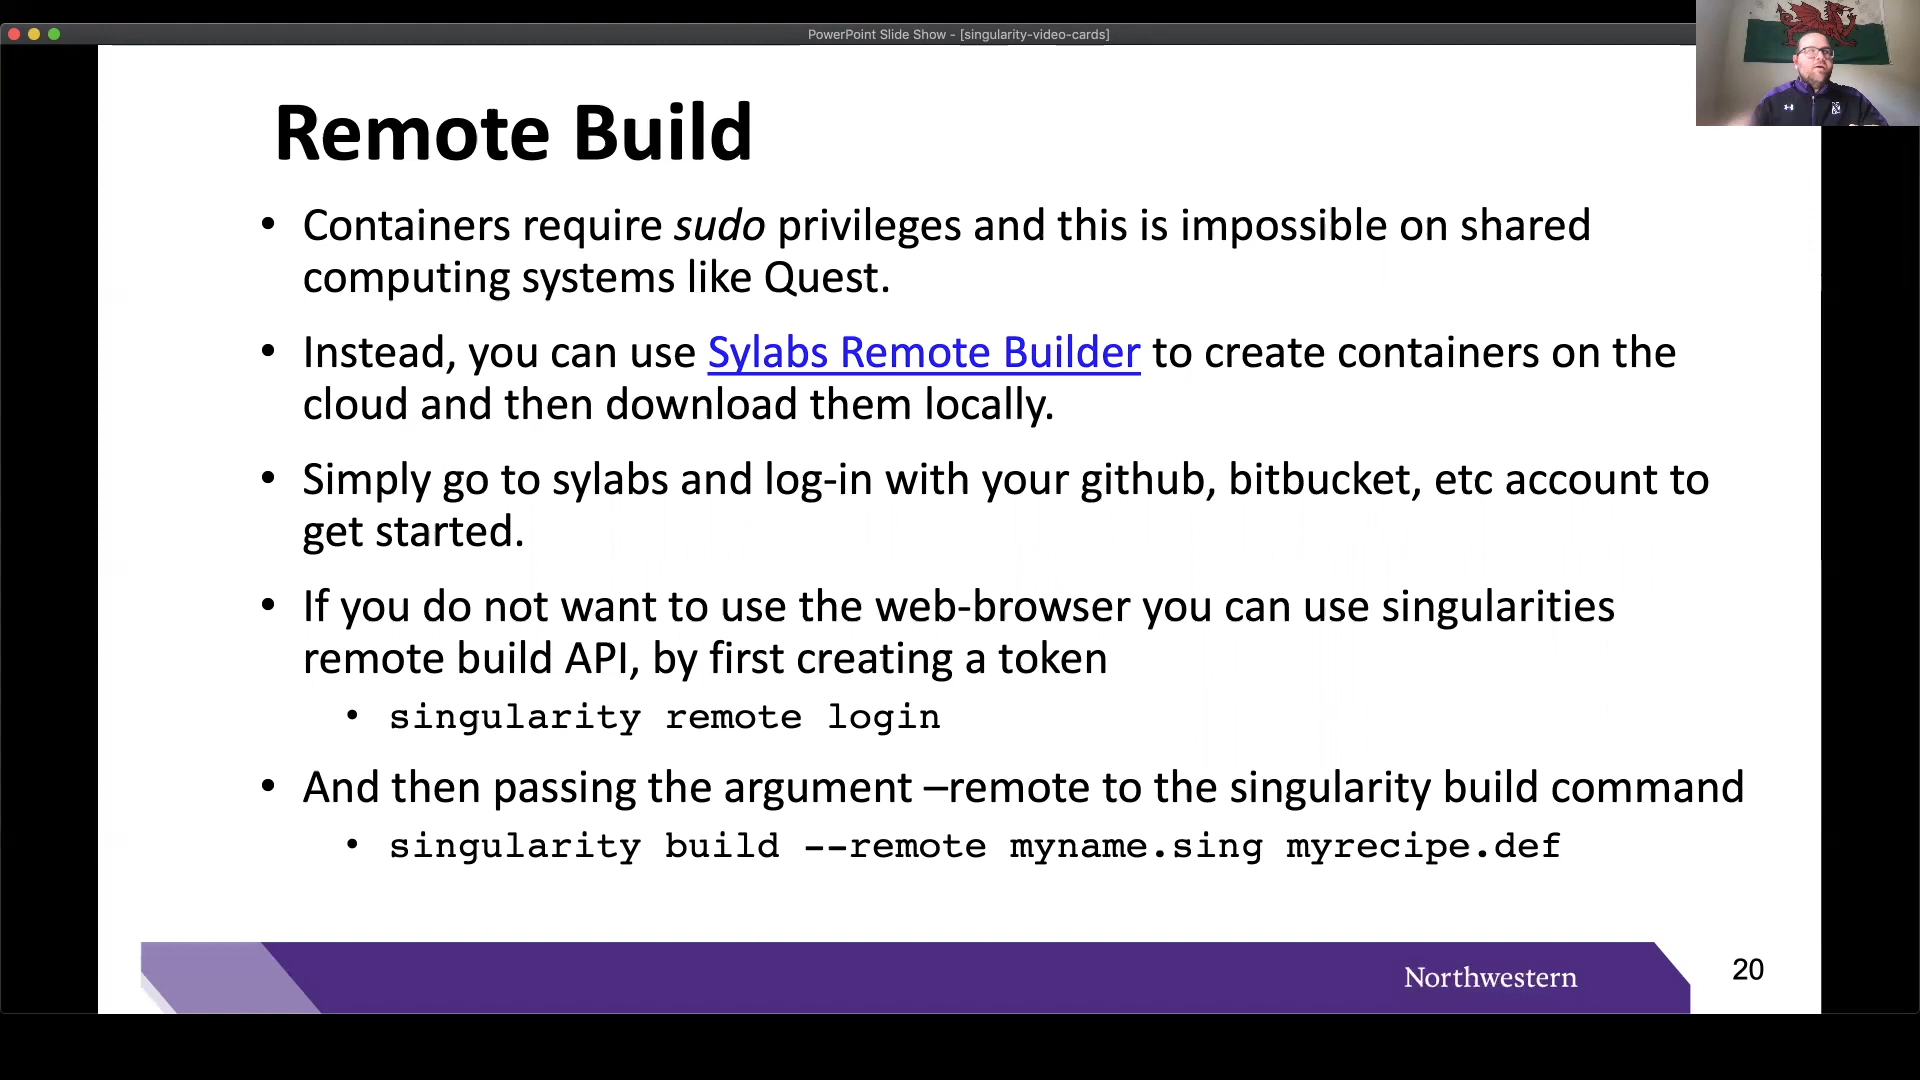 PowerPoint Slide Show - [singularity-video-cards]
Remote Build
• Containers require sudo privileges and this is impossible on shared
computing systems like Quest.
• Instead, you can use Sylabs Remote Builder to create containers on the
cloud and then download them locally.
• Simply go to sylabs and log-in with your github, bitbucket, etc account to
get started.
• If you do not want to use the web-browser you can use singularities
remote build API, by first creating a token
• singularity remote login
• And then passing the argument –remote to the singularity build command
• singularity build --remote myname.sing myrecipe.def
Northwestern
20